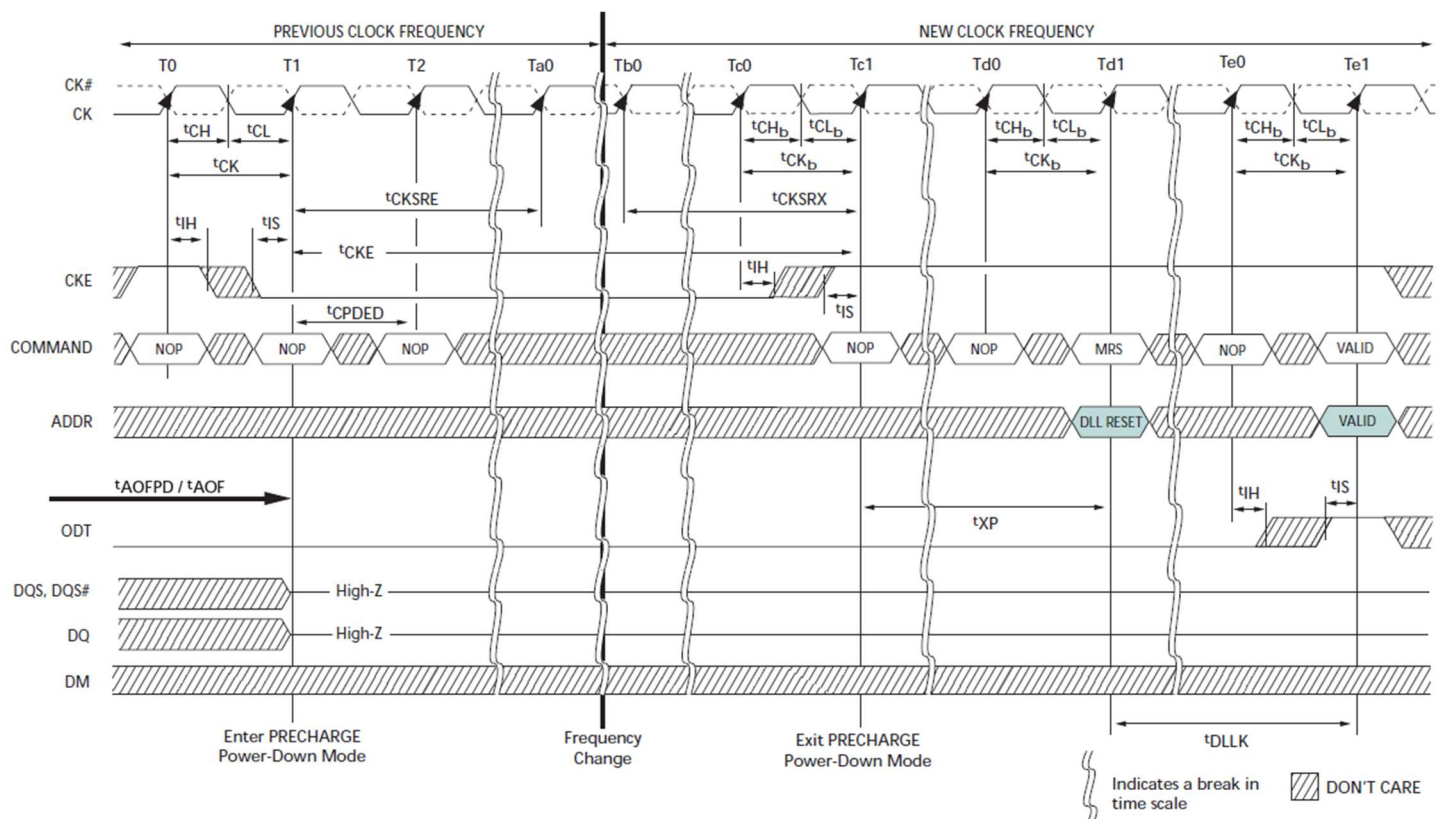 PREVIOUS CLOCK FREQUENCY NEW CLOCK FREQUENCY
T0 T1 T2 Ta0 Tb0 Tc0 Tc1 Td0 Td1 Te0 Te1
CK#
CK
tCH tCL tCHb tCLb tCHb tCLb tCHb tCLb
tCK tCKb tCKb tCKb
tCKSRE tCKSRX
tIH tIS
tCKE
tIH
CKE
tIS
tCPDED
COMMAND NOP NOP NOP NOP NOP MRS NOP VALID
ADDR DLL RESET VALID
tAOFPD / tAOF
tIH tIS
tXP
ODT
DQS, DQS# High-Z
DQ High-Z
DM
Enter PRECHARGE
Power-Down Mode
Frequency
Change
Exit PRECHARGE
Power-Down Mode
tDLLK
Indicates a break in
time scale
DON'T CARE